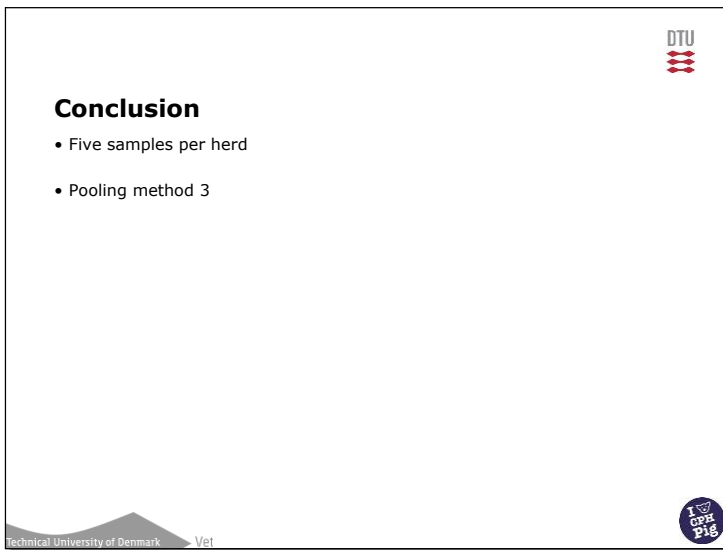 DTU
Conclusion
• Five samples per herd
• Pooling method 3
Technical University of Denmark
Vet
I
CPH
Pig